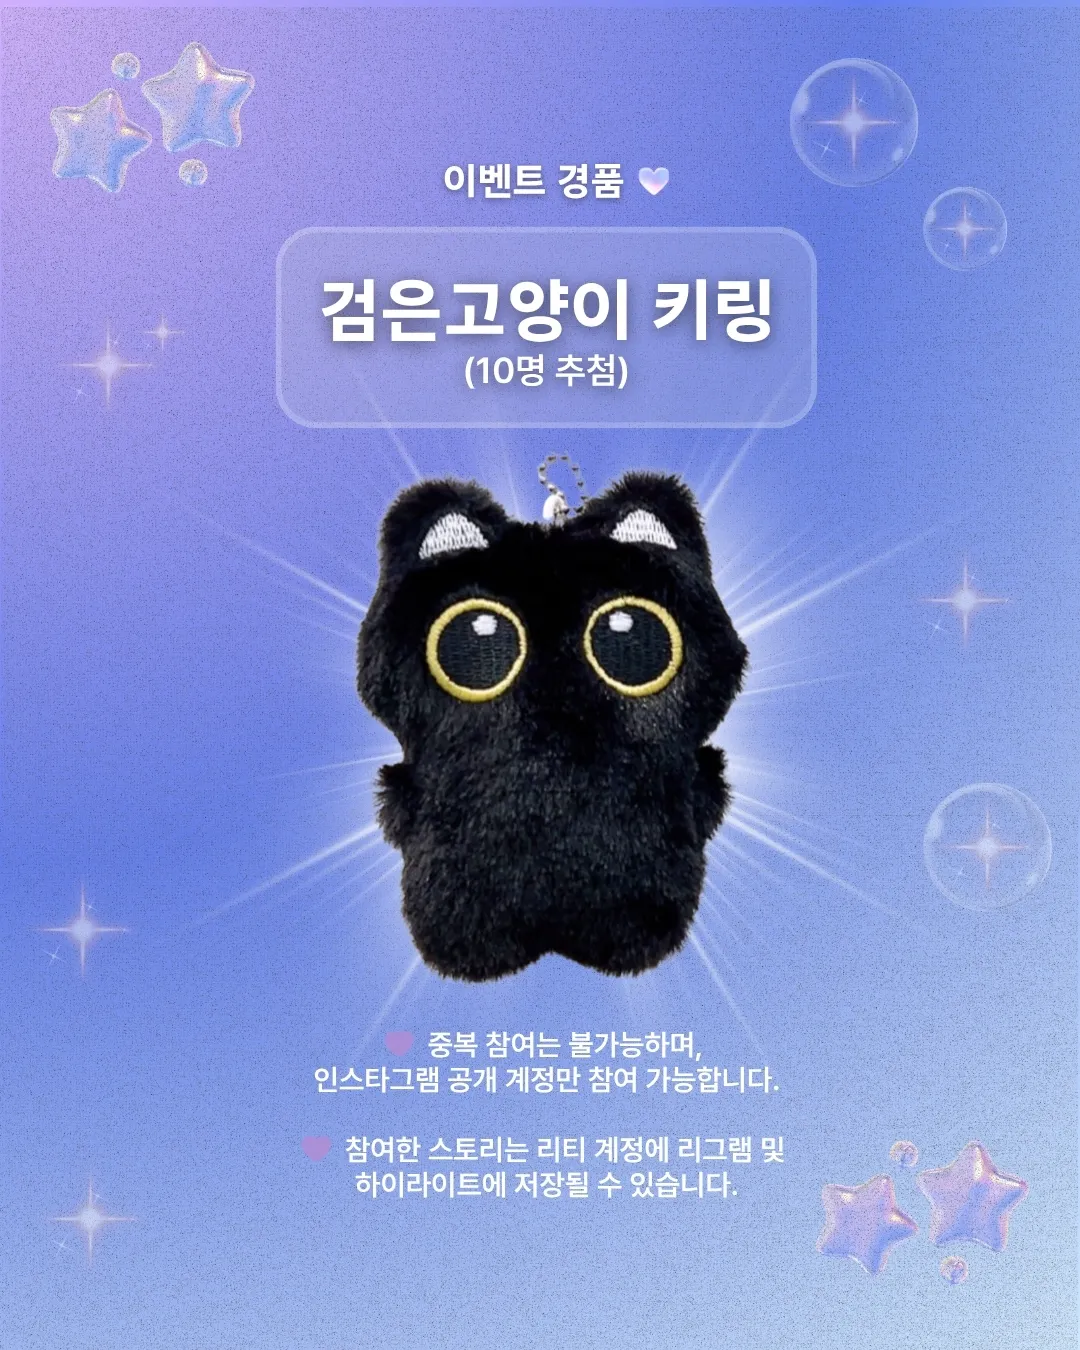 이벤트 경품
검은고양이 키링
(10명 추첨)
중복 참여는 불가능하며,
인스타그램 공개 계정만 참여 가능합니다.
참여한 스토리는 리티 계정에 리그램 및
하이라이트에 저장될 수 있습니다.